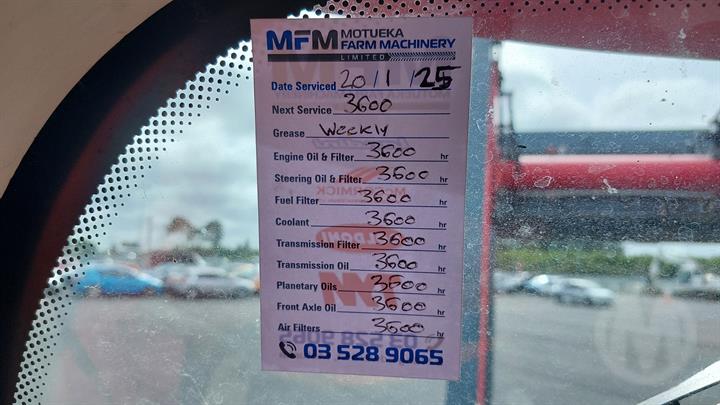 MFM MOTUEKA
FARM MACHINERY
LIMITED
Date Serviced 20/1/25
Next Service 3600
Grease Weekly
Engine Oil & Filter 3600 hr
Steering Oil & Filter 3600 hr
Fuel Filter 3600 hr
Coolant 3600 hr
Transmission Filter 3600 hr
Transmission Oil 3600 hr
Planetary Oils 3600 hr
Front Axle Oil 3600 hr
Air Filters 3600 hr
03 528 9065